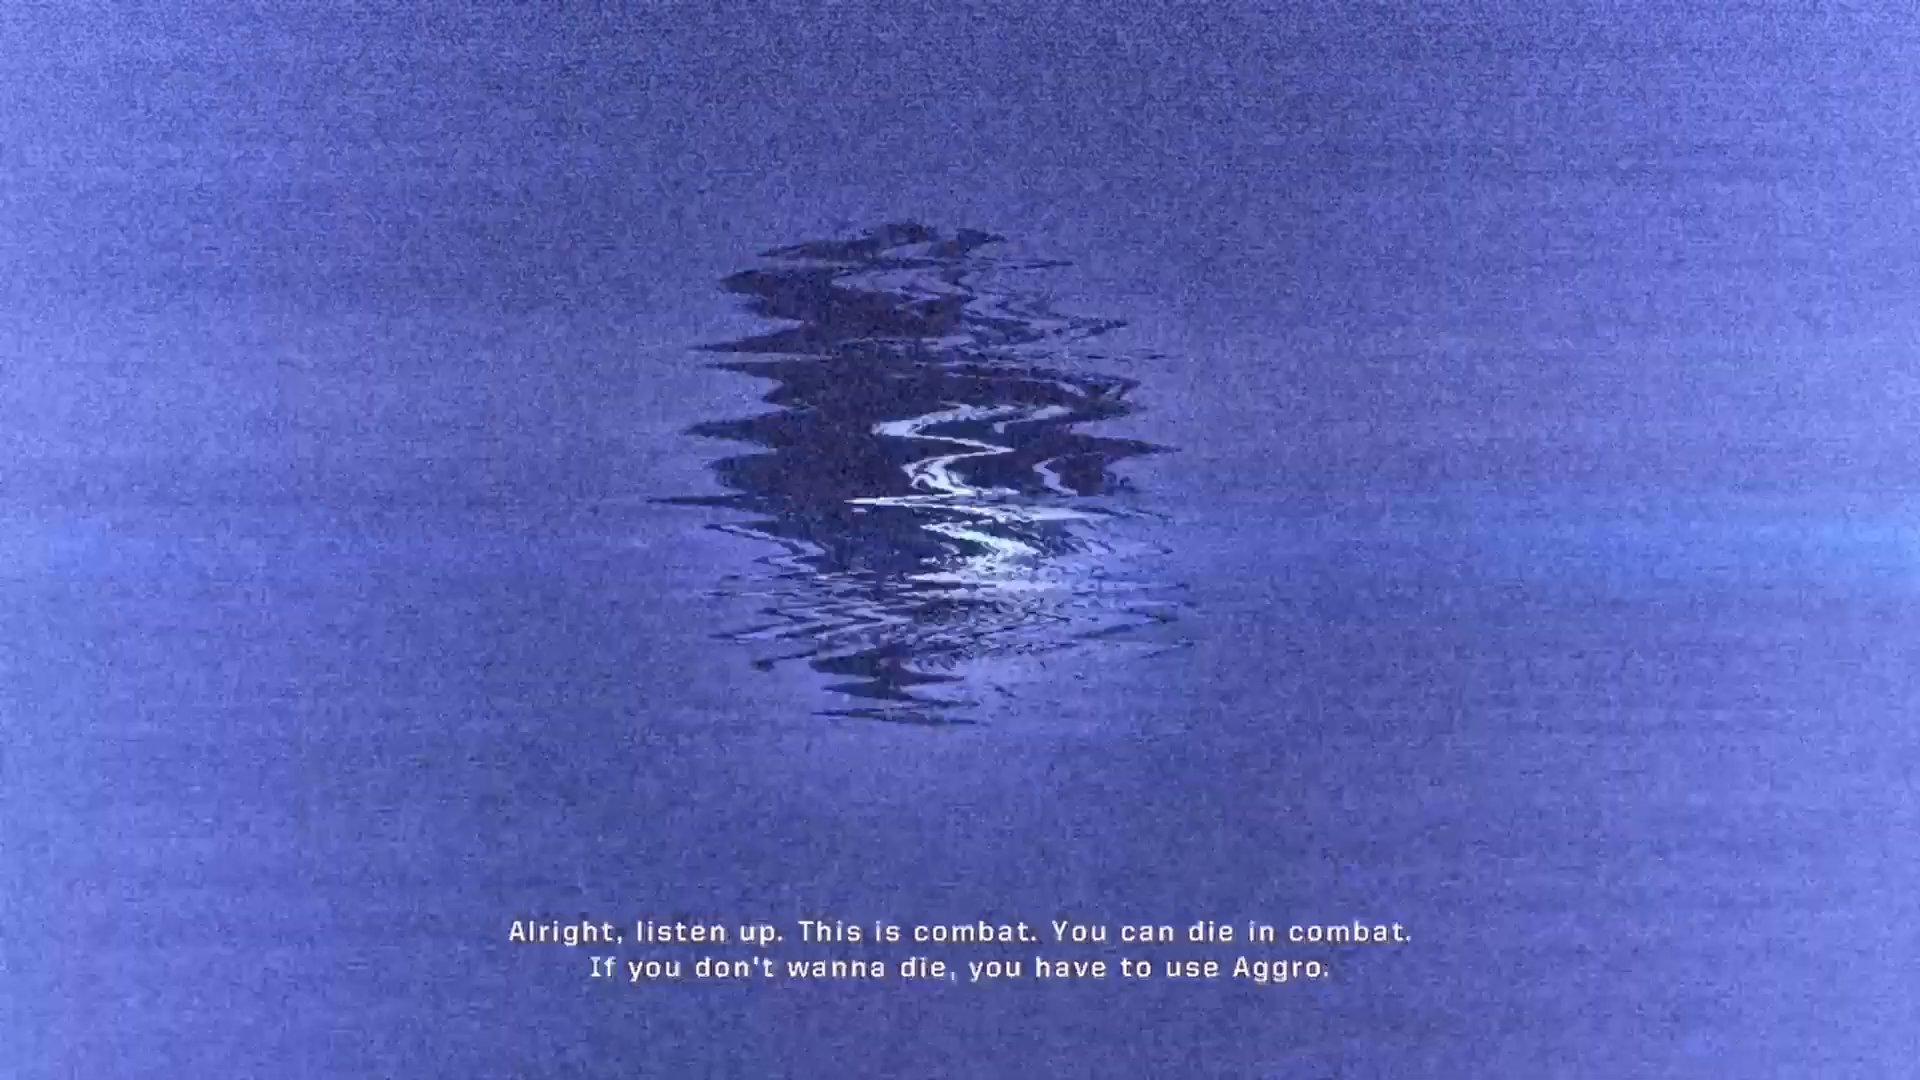 Alright, listen up. This is combat. You can die in combat.
If you don't wanna die, you have to use Aggro.